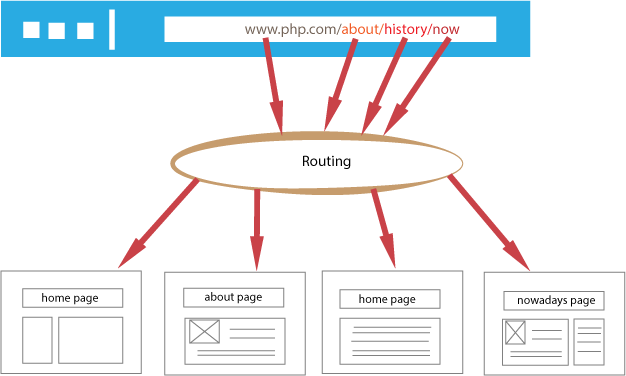 www.php.com/about/history/now
Routing
home page
about page
home page
nowadays page